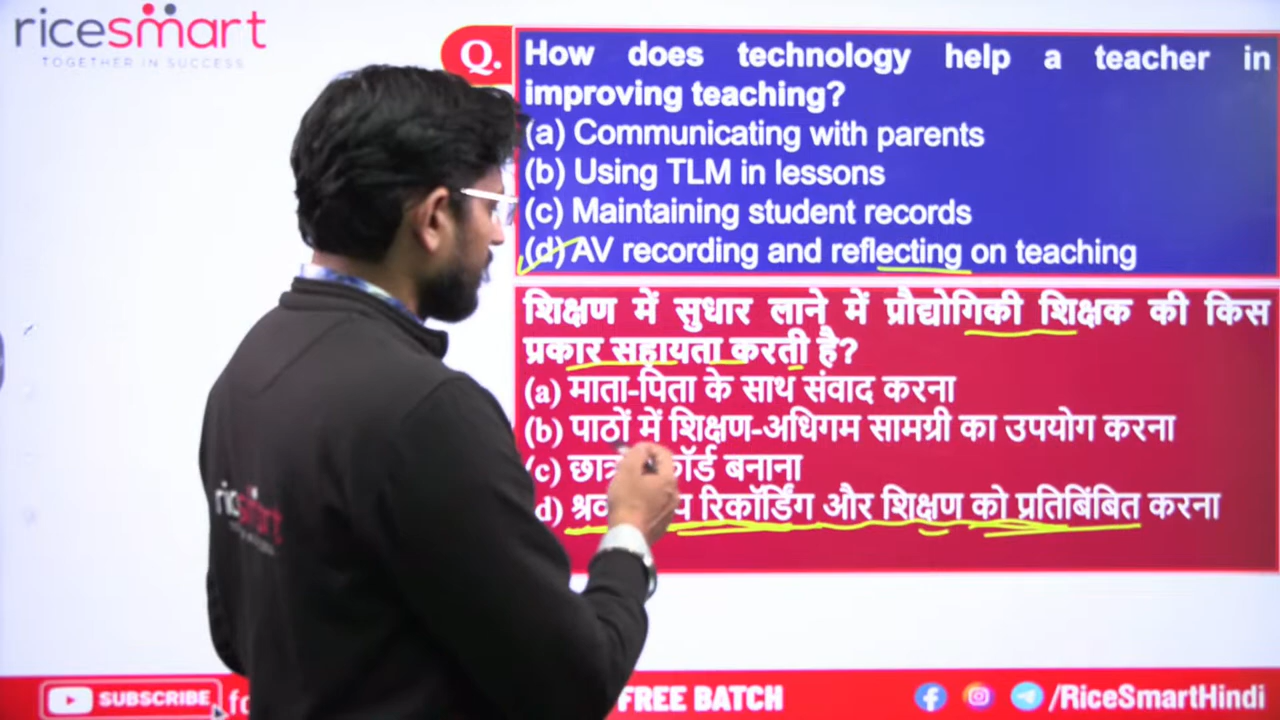 ricesmart
TOGETHER IN SUCCESS
Q.
How does technology help a teacher in
improving teaching?
(a) Communicating with parents
(b) Using TLM in lessons
(c) Maintaining student records
(d) AV recording and reflecting on teaching
शिक्षण में सुधार लाने में प्रौद्योगिकी शिक्षक की किस
प्रकार सहायता करती है?
(a) माता-पिता के साथ संवाद करना
(b) पाठों में शिक्षण-अधिगम सामग्री का उपयोग करना
(c) बनाना
रिकॉर्डिंग और शिक्षण को प्रतिबिंबित करना
ricesmart
SUBSCRIBE
FREE BATCH
/RiceSmartHindi